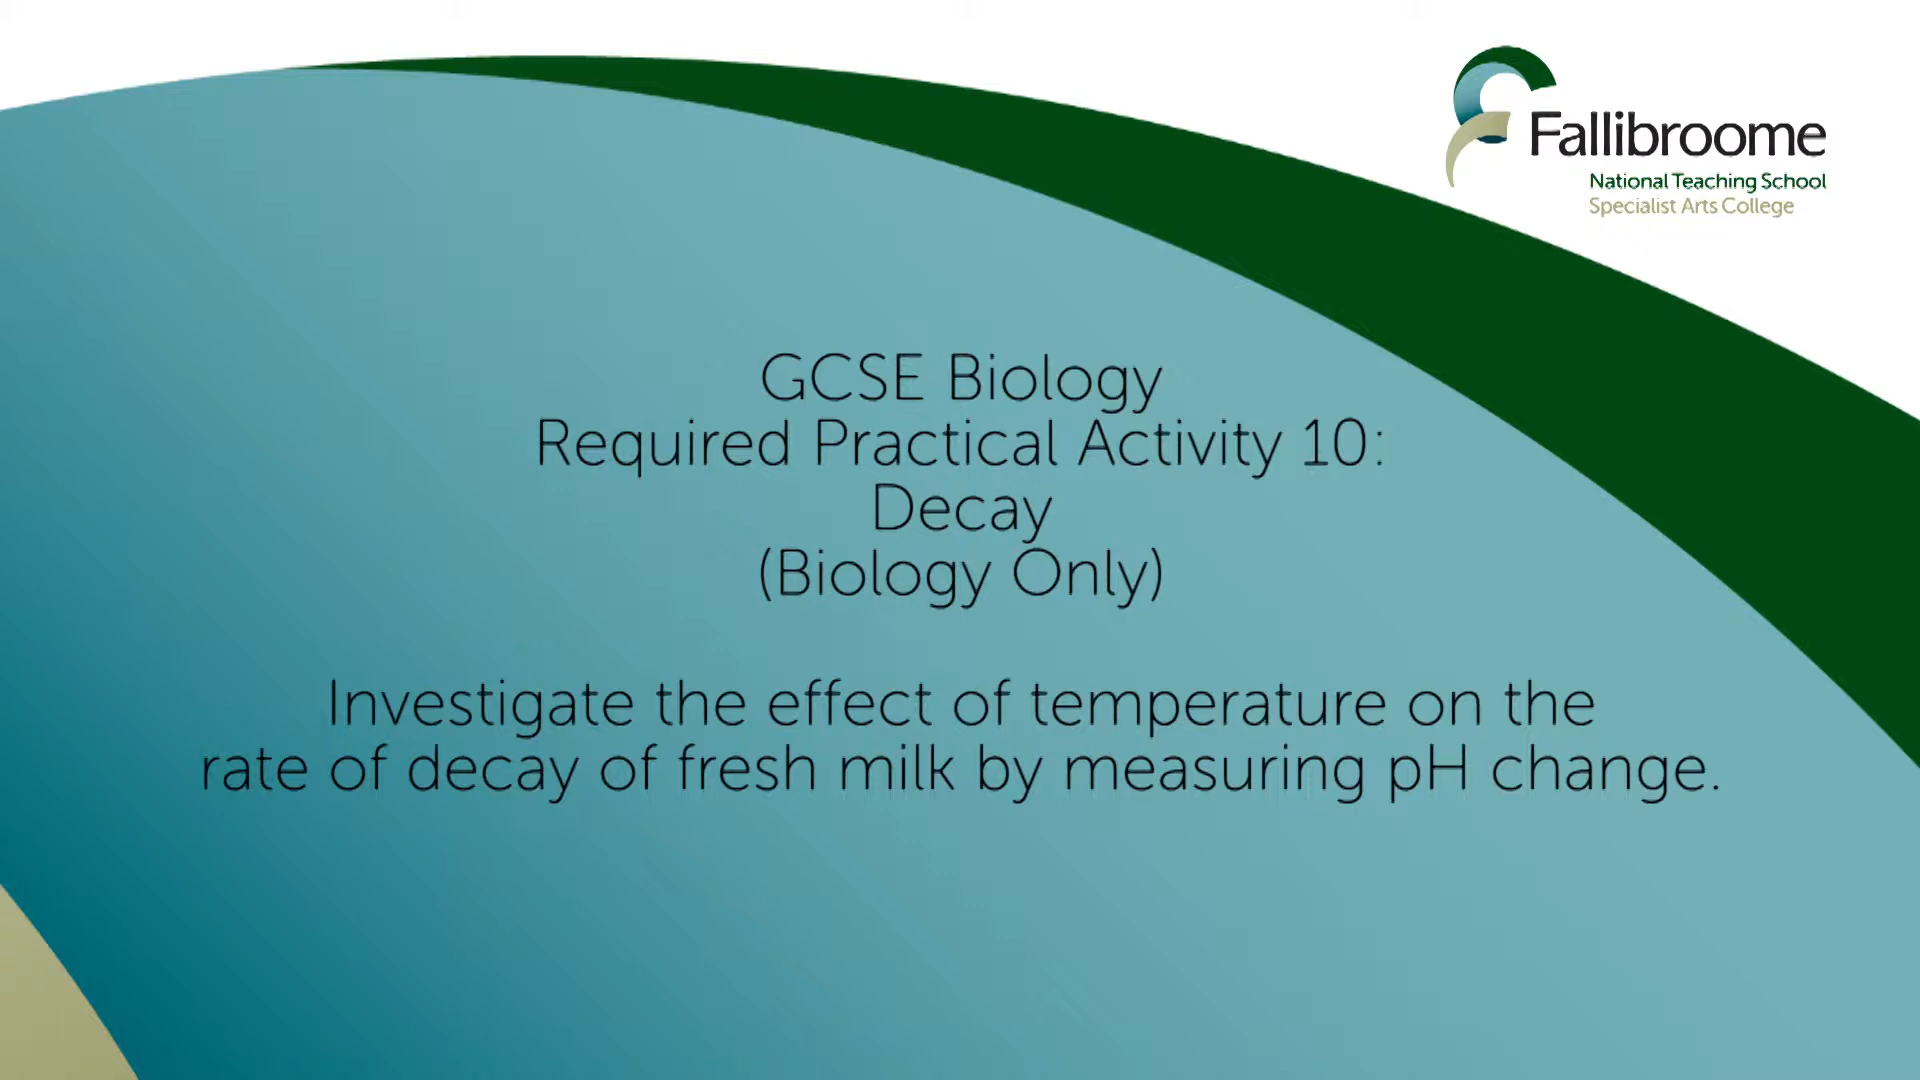 Fallibroome
National Teaching School
Specialist Arts College
GCSE Biology
Required Practical Activity 10:
Decay
(Biology Only)
Investigate the effect of temperature on the
rate of decay of fresh milk by measuring pH change.